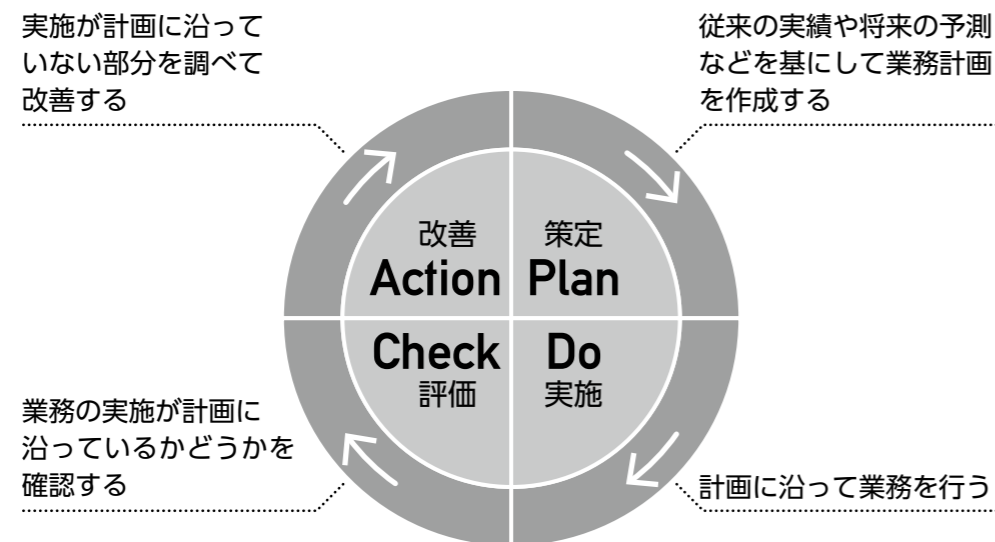 実施が計画に沿って
いない部分を調べて
改善する
従来の実績や将来の予測
などを基にして業務計画
を作成する
改善
Action
策定
Plan
Check
評価
Do
実施
業務の実施が計画に
沿っているかどうかを
確認する
計画に沿って業務を行う